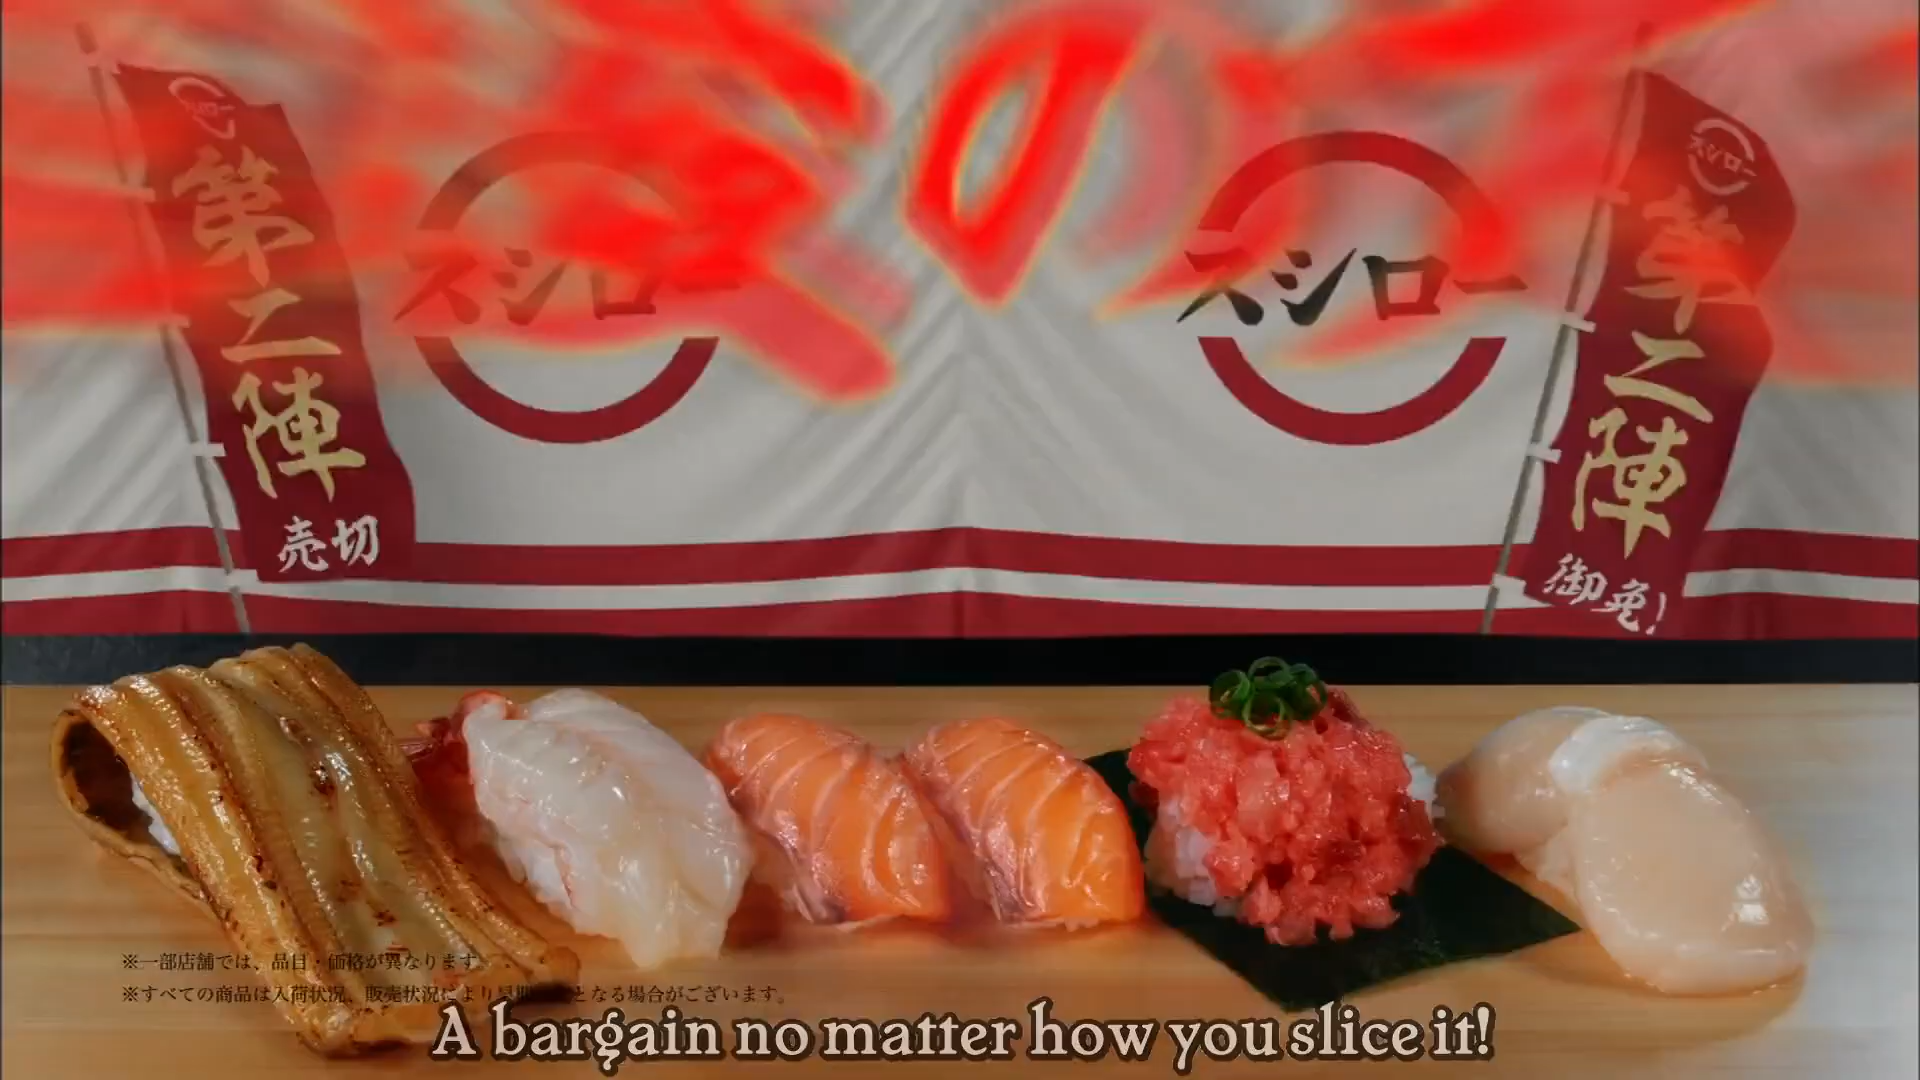 の
スシロー
第二陣
売切
スシロー
スシロー
スシロー
第二陣
御免!
※一部店舗では、品目・価格が異なります。
※すべての商品は入荷状況、販売状況により早期
となる場合がございます。
A bargain no matter how you slice it!